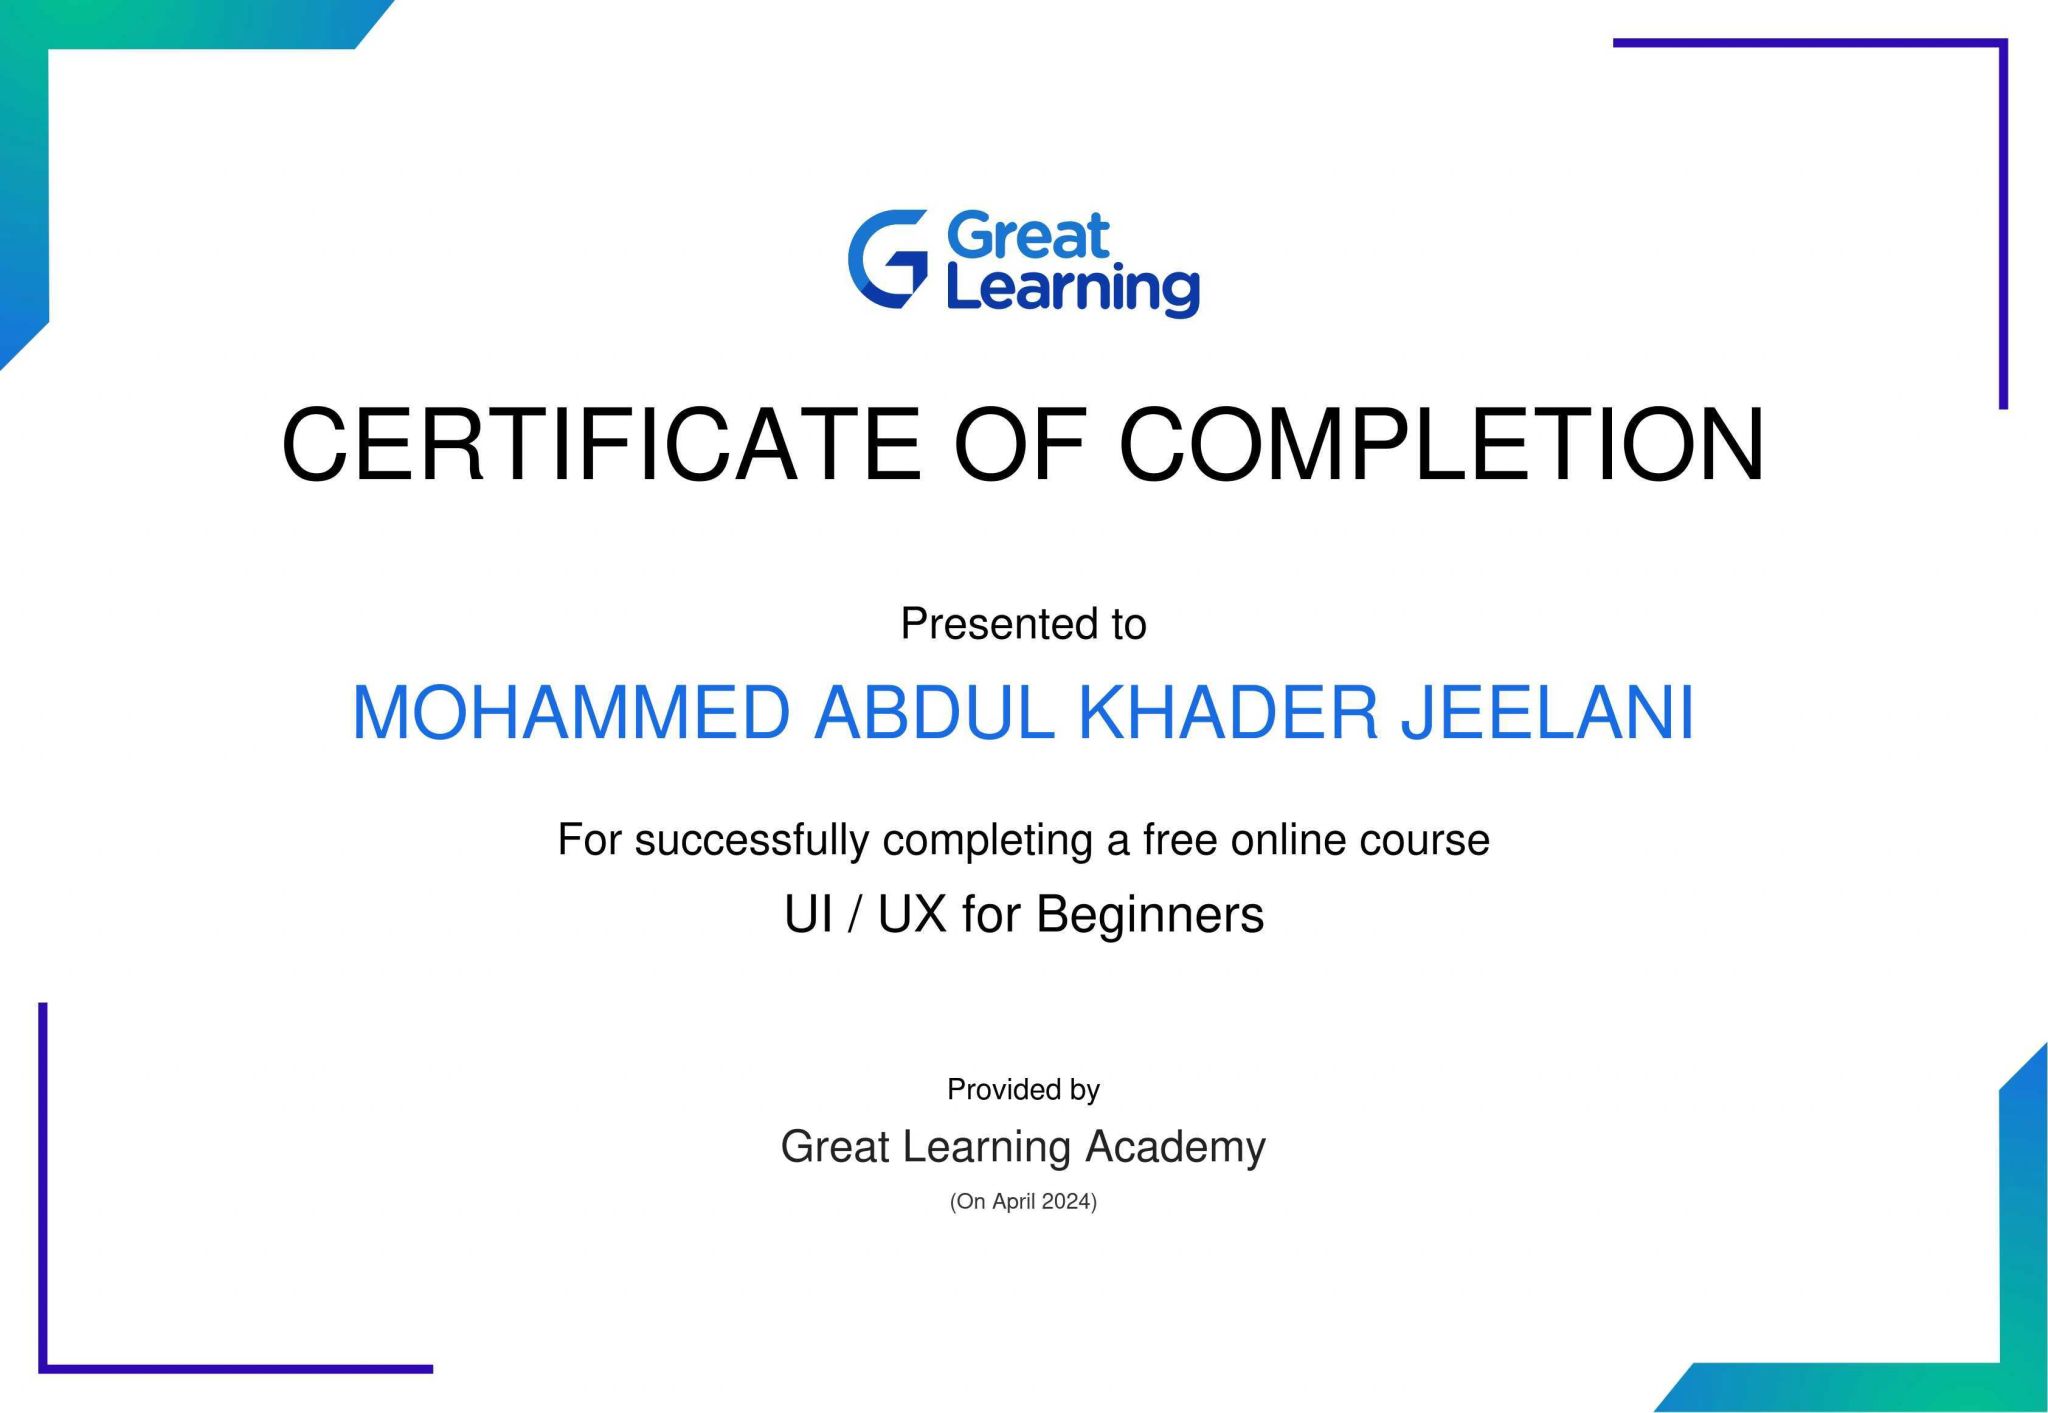 Great
Learning
CERTIFICATE OF COMPLETION
Presented to
MOHAMMED ABDUL KHADER JEELANI
For successfully completing a free online course
UI / UX for Beginners
Provided by
Great Learning Academy
(On April 2024)